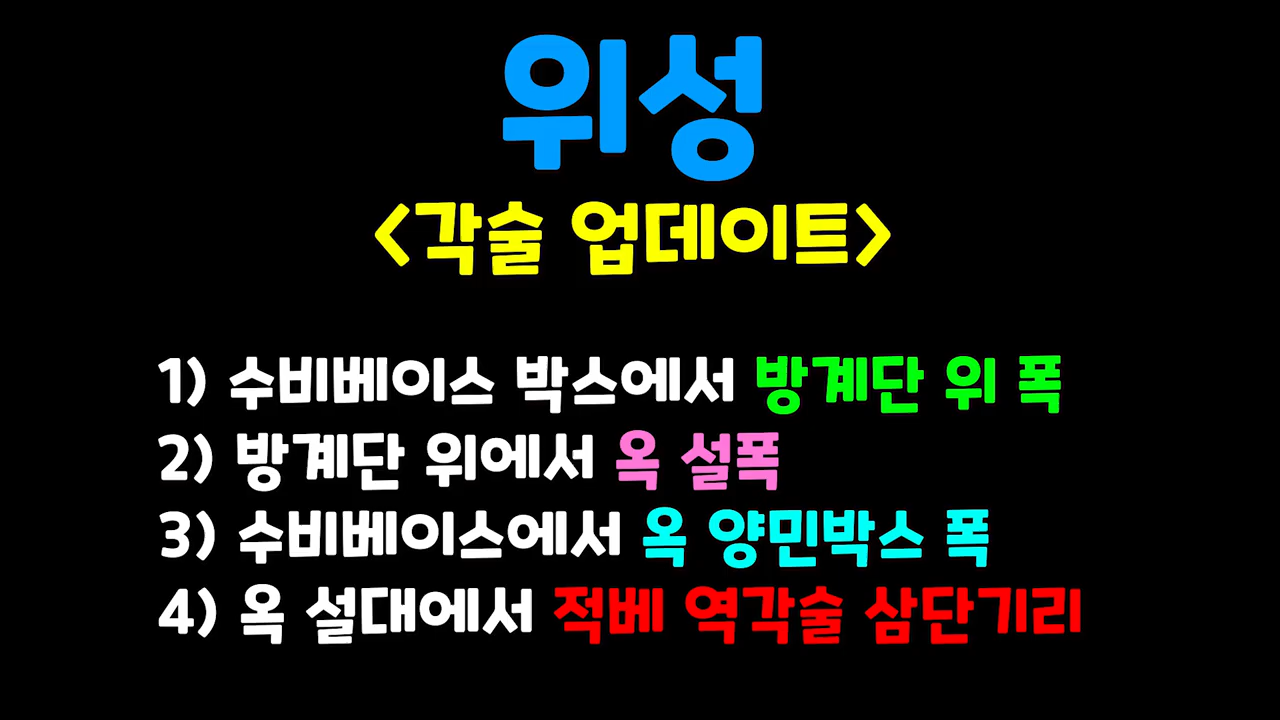 위성
<각술 업데이트>
1) 수비베이스 박스에서 방계단 위 폭
2) 방계단 위에서 옥 설폭
3) 수비베이스에서 옥 양민박스 폭
4) 옥 설대에서 적베 역각술 삼단기리